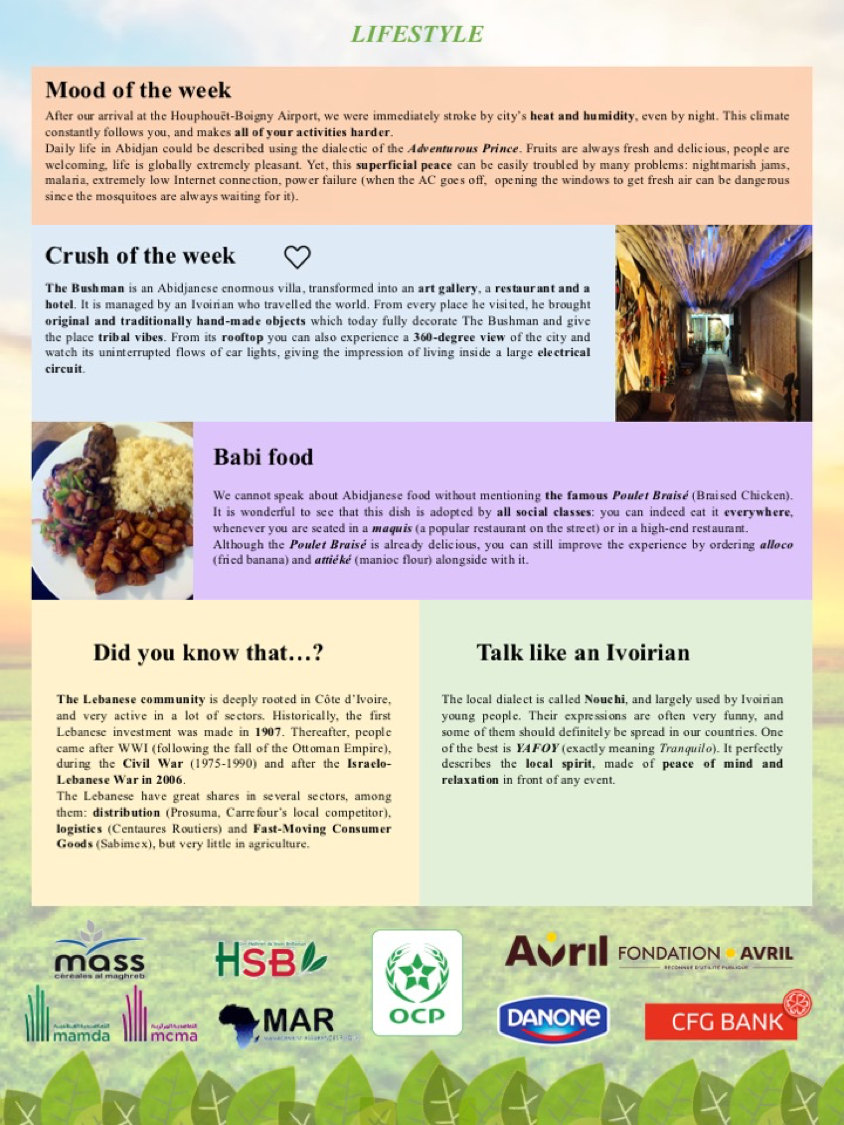 LIFESTYLE
Mood of the week
After our arrival at the Houphouët-Boigny Airport, we were immediately stroke by city's heat and humidity, even by night. This climate
constantly follows you, and makes all of your activities harder.
Daily life in Abidjan could be described using the dialectic of the Adventurous Prince. Fruits are always fresh and delicious, people are
welcoming, life is globally extremely pleasant. Yet, this superficial peace can be easily troubled by many problems: nightmarish jams,
malaria, extremely low Internet connection, power failure (when the AC goes off, opening the windows to get fresh air can be dangerous
since the mosquitoes are always waiting for it).
Crush of the week
The Bushman is an Abidjanese enormous villa, transformed into an art gallery, a restaurant and a
hotel. It is managed by an Ivoirian who travelled the world. From every place he visited, he brought
original and traditionally hand-made objects which today fully decorate The Bushman and give
the place tribal vibes. From its rooftop you can also experience a 360-degree view of the city and
watch its uninterrupted flows of car lights, giving the impression of living inside a large electrical
circuit.
Babi food
We cannot speak about Abidjanese food without mentioning the famous Poulet Braisé (Braised Chicken).
It is wonderful to see that this dish is adopted by all social classes: you can indeed eat it everywhere,
whenever you are seated in a maquis (a popular restaurant on the street) or in a high-end restaurant.
Although the Poulet Braisé is already delicious, you can still improve the experience by ordering alloco
(fried banana) and attiéké (manioc flour) alongside with it.
Did you know that…?
The Lebanese community is deeply rooted in Côte d'Ivoire,
and very active in a lot of sectors. Historically, the first
Lebanese investment was made in 1907. Thereafter, people
came after WWI (following the fall of the Ottoman Empire),
during the Civil War (1975-1990) and after the Israelo-
Lebanese War in 2006.
The Lebanese have great shares in several sectors, among
them: distribution (Prosuma, Carrefour's local competitor),
logistics (Centaures Routiers) and Fast-Moving Consumer
Goods (Sabimex), but very little in agriculture.
Talk like an Ivoirian
The local dialect is called Nouchi, and largely used by Ivoirian
young people. Their expressions are often very funny, and
some of them should definitely be spread in our countries. One
of the best is YAFOY (exactly meaning Tranquilo). It perfectly
describes the local spirit, made of peace of mind and
relaxation in front of any event.
mass
céréales al maghreb
HSB
OCP
Avril
FONDATION AVRIL
RECONNUE D'UTILITÉ PUBLIQUE
mamda
mcma
MAR
DANONE
CFG BANK